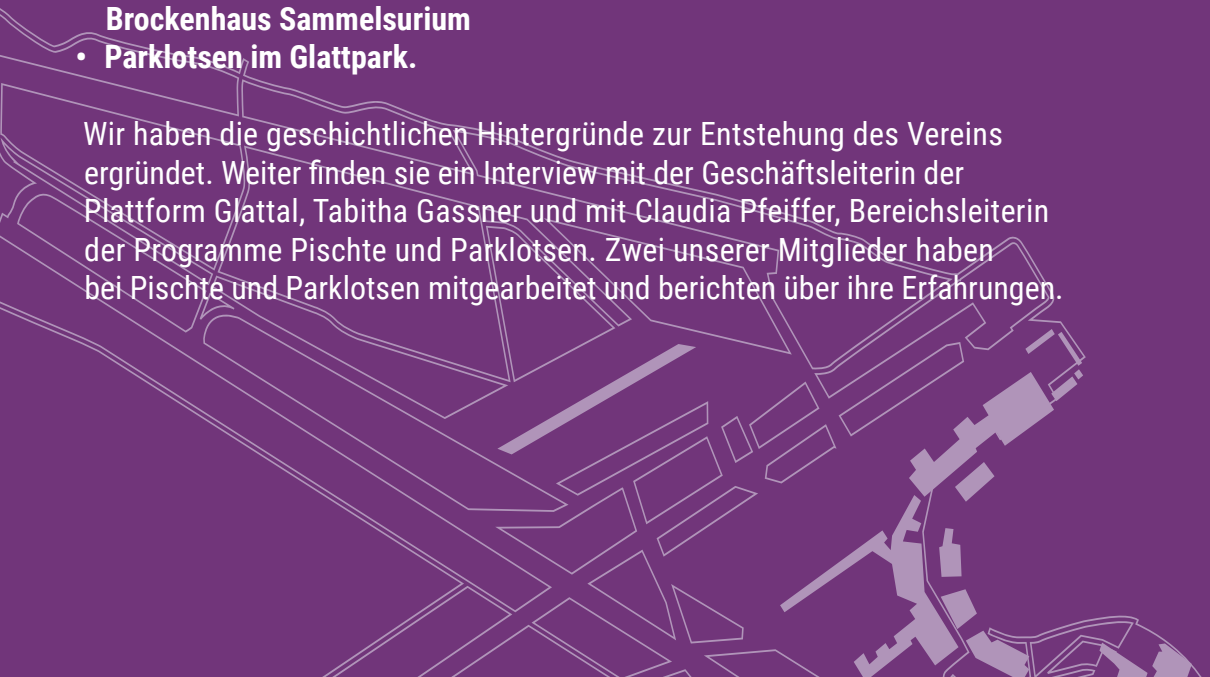 Brockenhaus Sammelsurium
• Parklotsen im Glattpark.
Wir haben die geschichtlichen Hintergründe zur Entstehung des Vereins
ergründet. Weiter finden sie ein Interview mit der Geschäftsleiterin der
Plattform Glattal, Tabitha Gassner und mit Claudia Pfeiffer, Bereichsleiterin
der Programme Pischte und Parklotsen. Zwei unserer Mitglieder haben
bei Pischte und Parklotsen mitgearbeitet und berichten über ihre Erfahrungen.